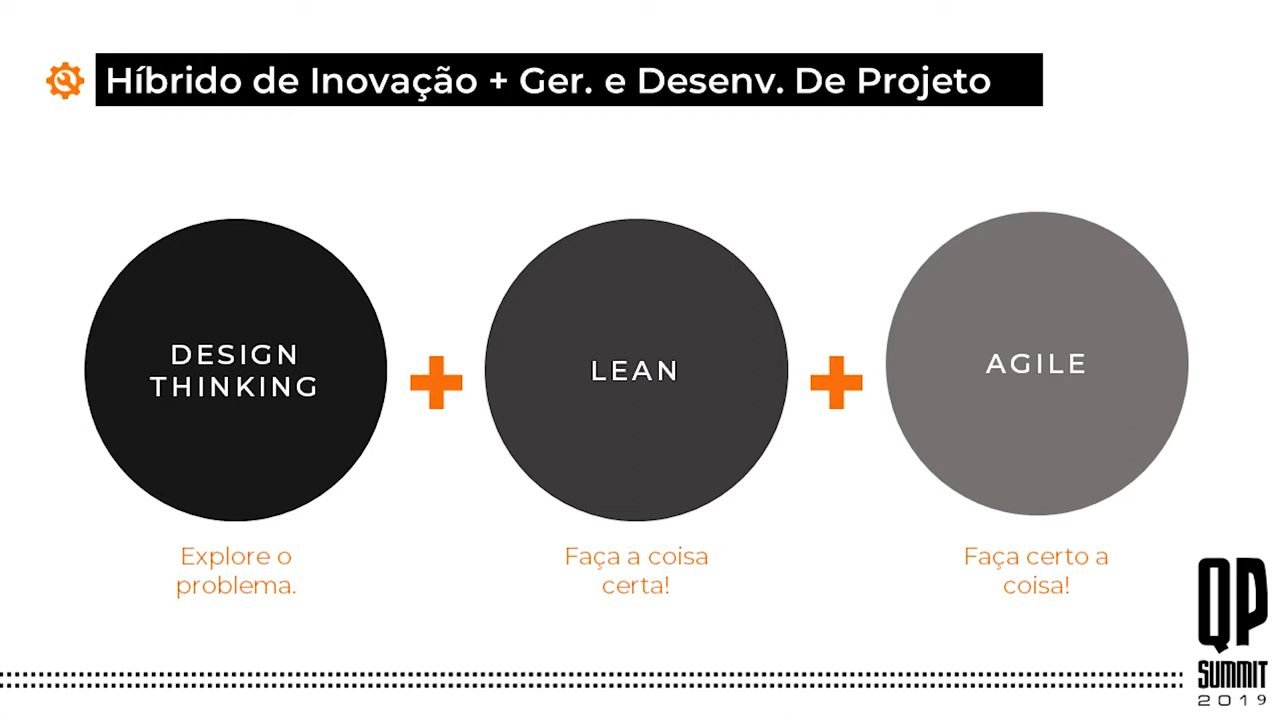 Híbrido de Inovação + Ger. e Desenv. De Projeto
DESIGN
THINKING
LEAN
AGILE
Explore o
problema.
Faça a coisa
certa!
Faça certo a
coisa!
QP
SUMMIT
2019